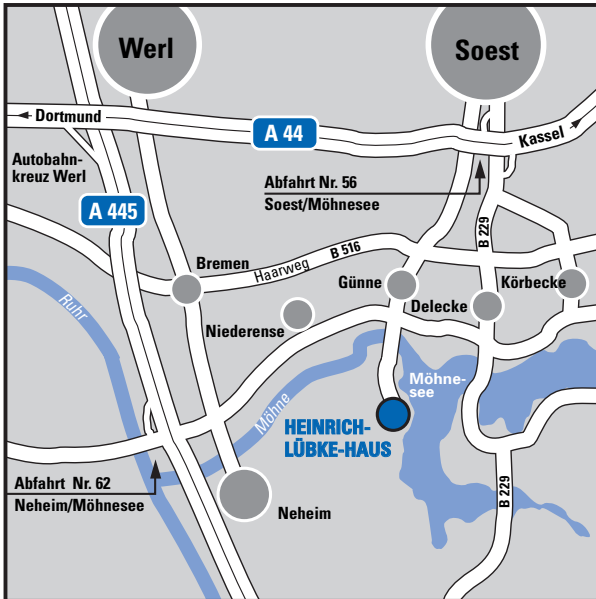 Werl
Soest
Dortmund
A 44
Kassel
Autobahn-
kreuz Werl
Abfahrt Nr. 56
Soest/Möhnesee
A 445
B 229
B 516
Bremen
Haarweg
Günne
Körbecke
Delecke
Ruhr
Niederense
Möhne-
see
Möhne
HEINRICH-
LÜBKE-HAUS
Abfahrt Nr. 62
Neheim/Möhnesee
B 229
Neheim